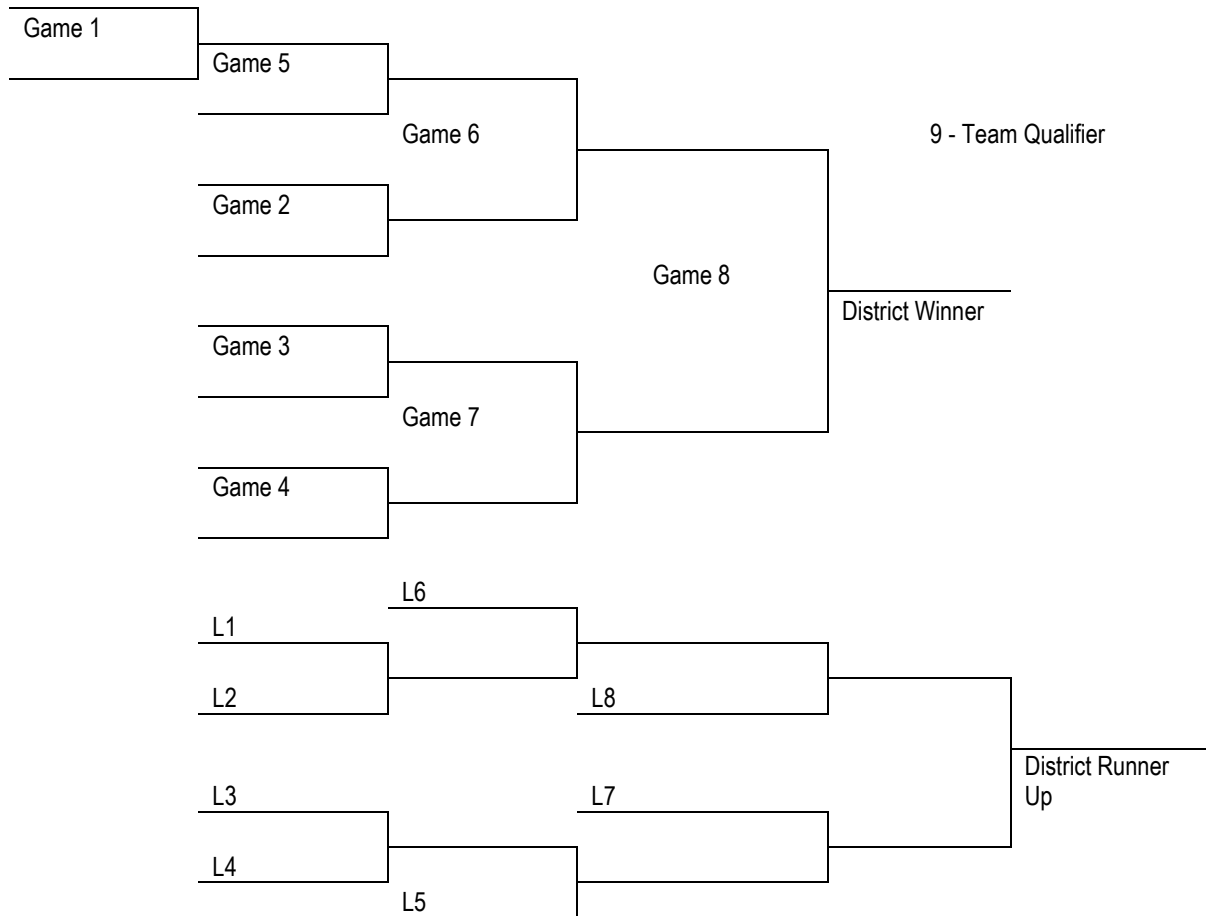 Game 1
Game 5
Game 6
9 - Team Qualifier
Game 2
Game 8
District Winner
Game 3
Game 7
Game 4
L6
L1
L2
L8
District Runner
Up
L3
L7
L4
L5